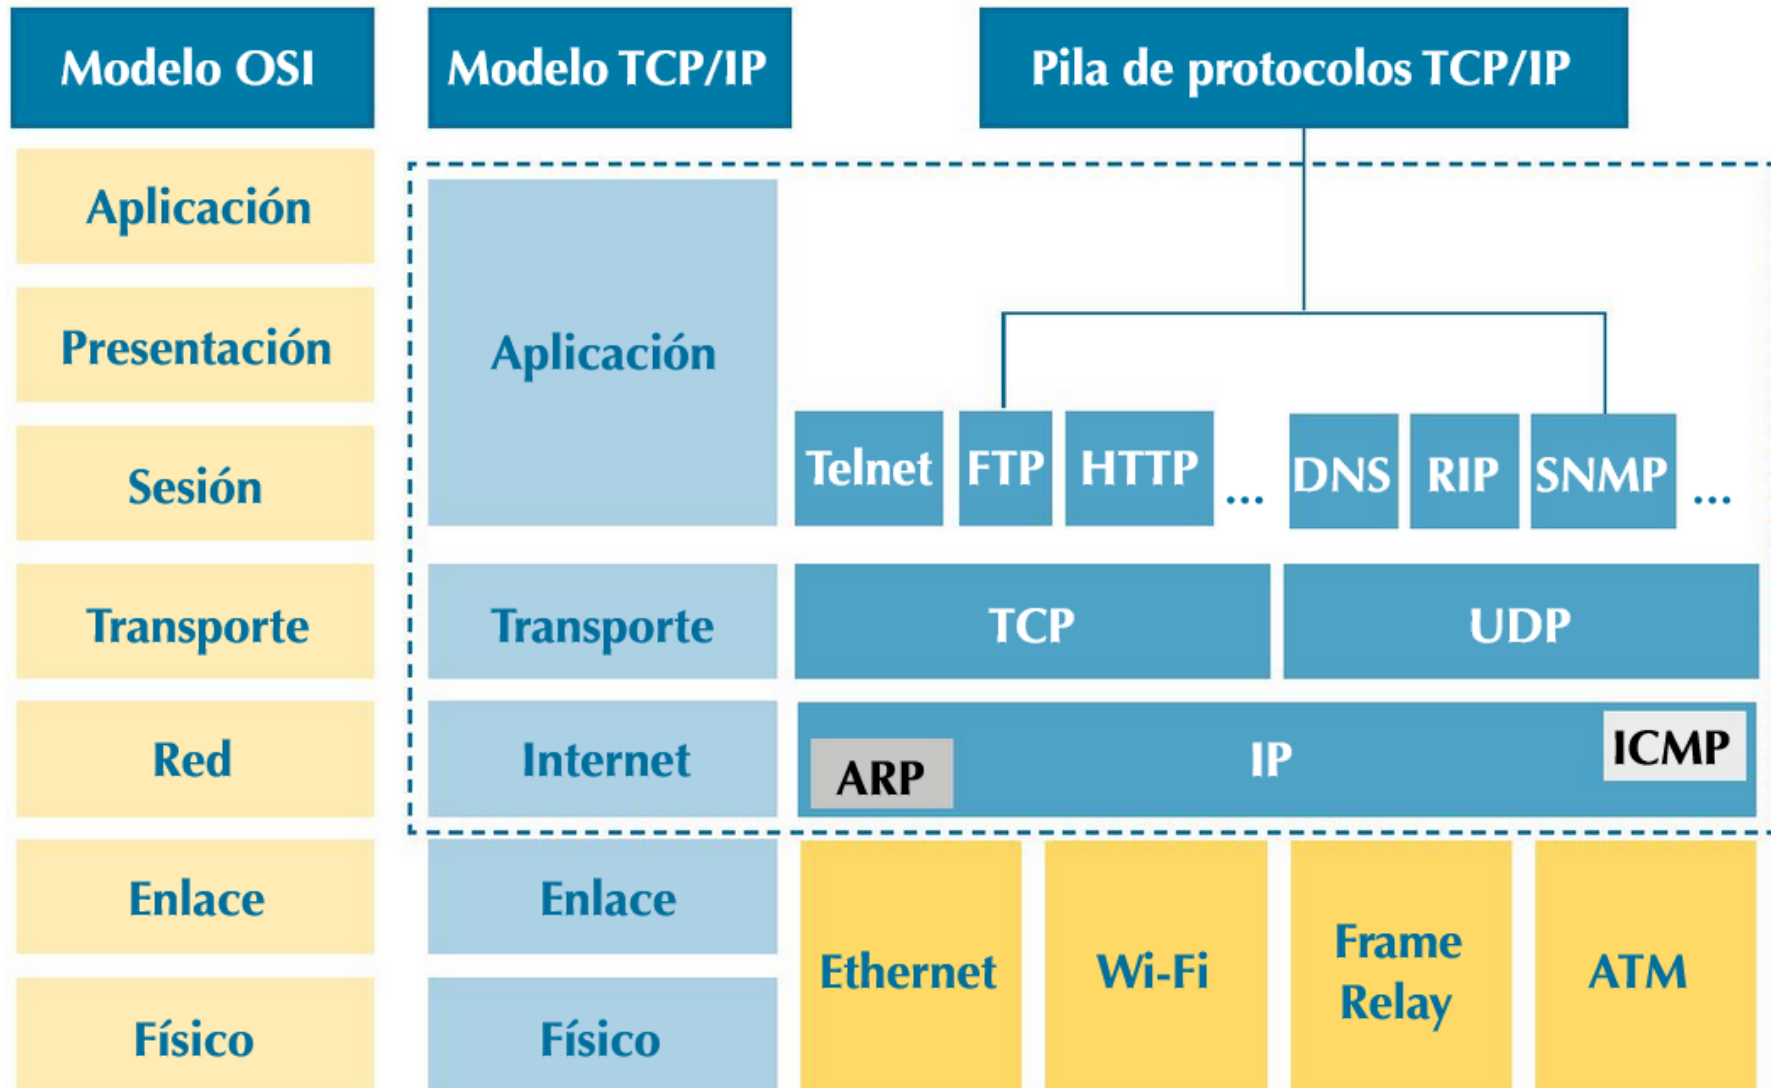 Modelo OSI
Modelo TCP/IP
Pila de protocolos TCP/IP
Aplicación
Presentación
Aplicación
Sesión
Telnet
FTP
HTTP
...
DNS
RIP
SNMP
...
Transporte
Transporte
TCP
UDP
Red
Internet
ARP
IP
ICMP
Enlace
Enlace
Ethernet
Wi-Fi
Frame
Relay
ATM
Físico
Físico